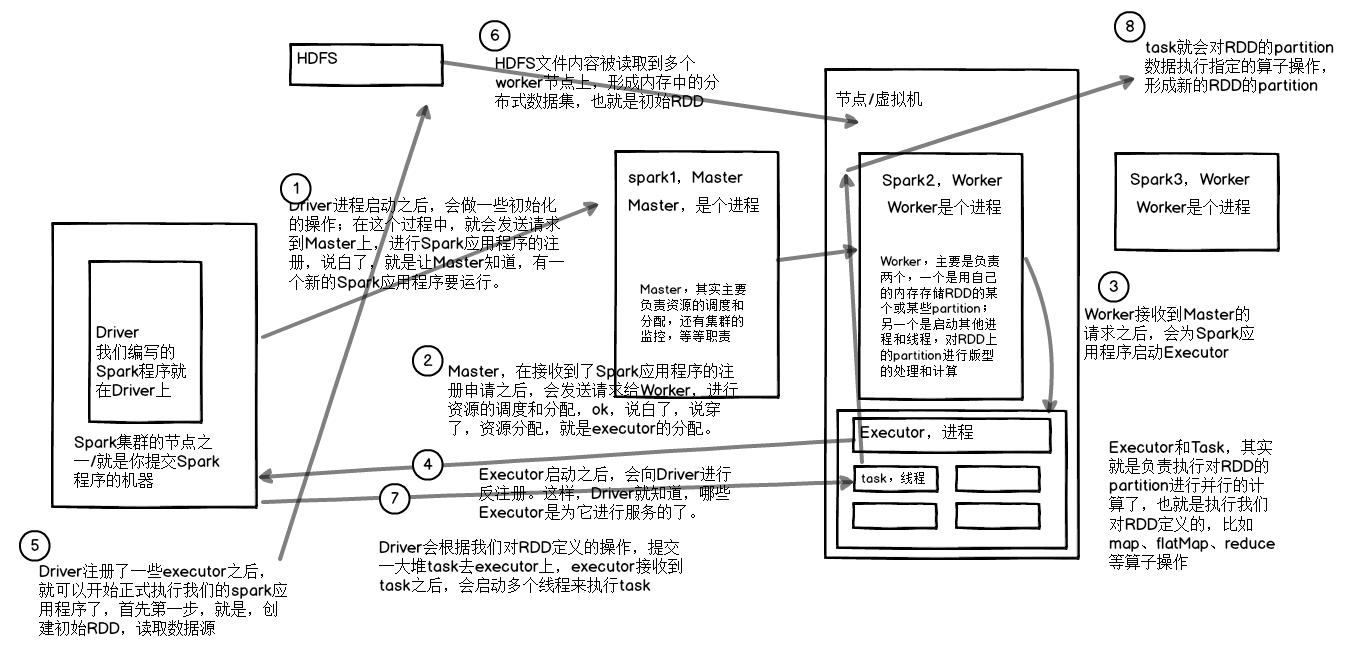 HDFS
6
HDFS文件内容被读取到多个
worker节点上，形成内存中的分
布式数据集，也就是初始RDD
8
task就会对RDD的partition
数据执行指定的算子操作，
形成新的RDD的partition
节点/虚拟机
1
Driver进程启动之后，会做一些初始化
的操作；在这个过程中，就会发送请求
到Master上，进行Spark应用程序的注
册，说白了，就是让Master知道，有一
个新的Spark应用程序要运行。
spark1，Master
Master，是个进程
Master，其实主要
负责资源的调度和
分配，还有集群的
监控，等等职责
Spark2，Worker
Worker是个进程
Worker，主要是负责
两个，一个是用自己
的内存存储RDD的某
个或某些partition；
另一个是启动其他进
程和线程，对RDD上
的partition进行版型
的处理和计算
Spark3，Worker
Worker是个进程
3
Worker接收到Master的
请求之后，会为Spark应
用程序启动Executor
Driver
我们编写的
Spark程序就
在Driver上
Spark集群的节点之
一/就是你提交Spark
程序的机器
2
Master，在接收到了Spark应用程序的注
册申请之后，会发送请求给Worker，进行
资源的调度和分配，ok，说白了，说穿
了，资源分配，就是executor的分配。
Executor，进程
task，线程
4
Executor启动之后，会向Driver进行
反注册。这样，Driver就知道，哪些
Executor是为它进行服务的了。
7
Driver会根据我们对RDD定义的操作，提交
一大堆task去executor上，executor接收到
task之后，会启动多个线程来执行task
Executor和Task，其实
就是负责执行对RDD的
partition进行并行的计
算了，也就是执行我们
对RDD定义的，比如
map、flatMap、reduce
等算子操作
5
Driver注册了一些executor之后，
就可以开始正式执行我们的spark应
用程序了，首先第一步，就是，创
建初始RDD，读取数据源